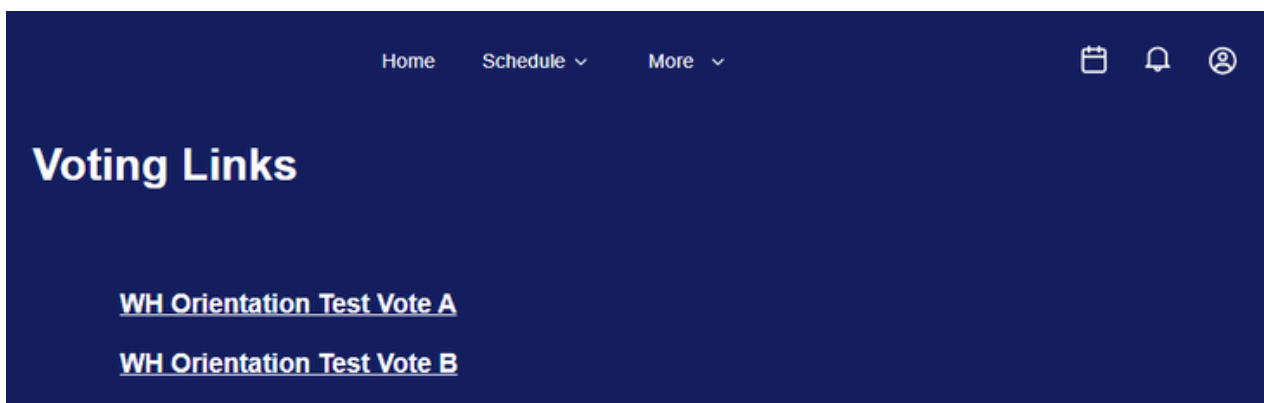 Home Schedule More
Voting Links
WH Orientation Test Vote A
WH Orientation Test Vote B